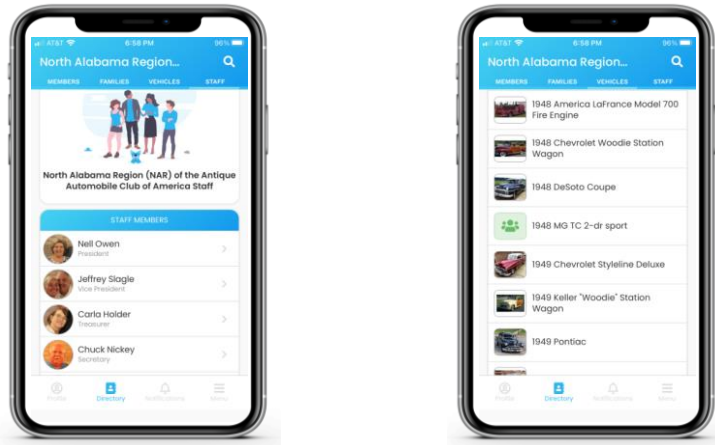 AT&T 6:58 PM 96%
North Alabama Region...
MEMBERS FAMILIES VEHICLES STAFF
North Alabama Region (NAR) of the Antique
Automobile Club of America Staff
STAFF MEMBERS
Nell Owen
President
Jeffrey Slagle
Vice President
Carla Holder
Treasurer
Chuck Nickey
Secretary
Profile Directory Notifications Menu
AT&T 6:58 PM 96%
North Alabama Region...
MEMBERS FAMILIES VEHICLES STAFF
1948 America LaFrance Model 700
Fire Engine
1948 Chevrolet Woodie Station
Wagon
1948 DeSoto Coupe
1948 MG TC 2-dr sport
1949 Chevrolet Styleline Deluxe
1949 Keller "Woodie" Station
Wagon
1949 Pontiac
Profile Directory Notifications Menu